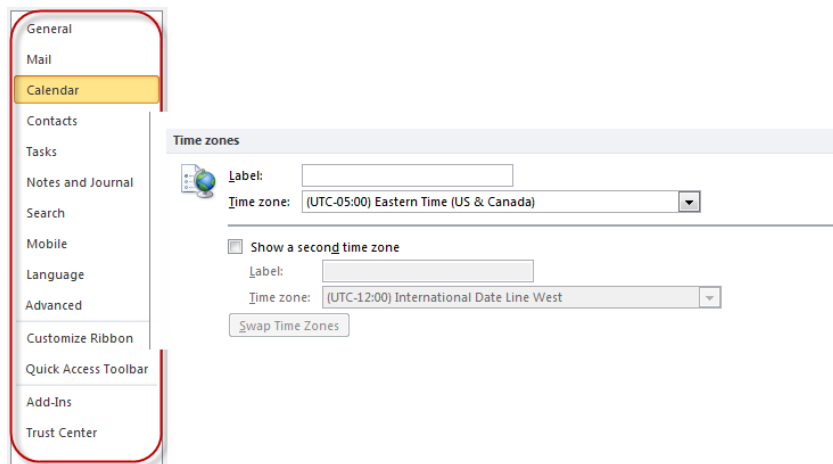 General
Mail
Calendar
Contacts
Tasks
Notes and Journal
Search
Mobile
Language
Advanced
Customize Ribbon
Quick Access Toolbar
Add-Ins
Trust Center
Time zones
Label:
Time zone: (UTC-05:00) Eastern Time (US & Canada)
Show a second time zone
Label:
Time zone: (UTC-12:00) International Date Line West
Swap Time Zones